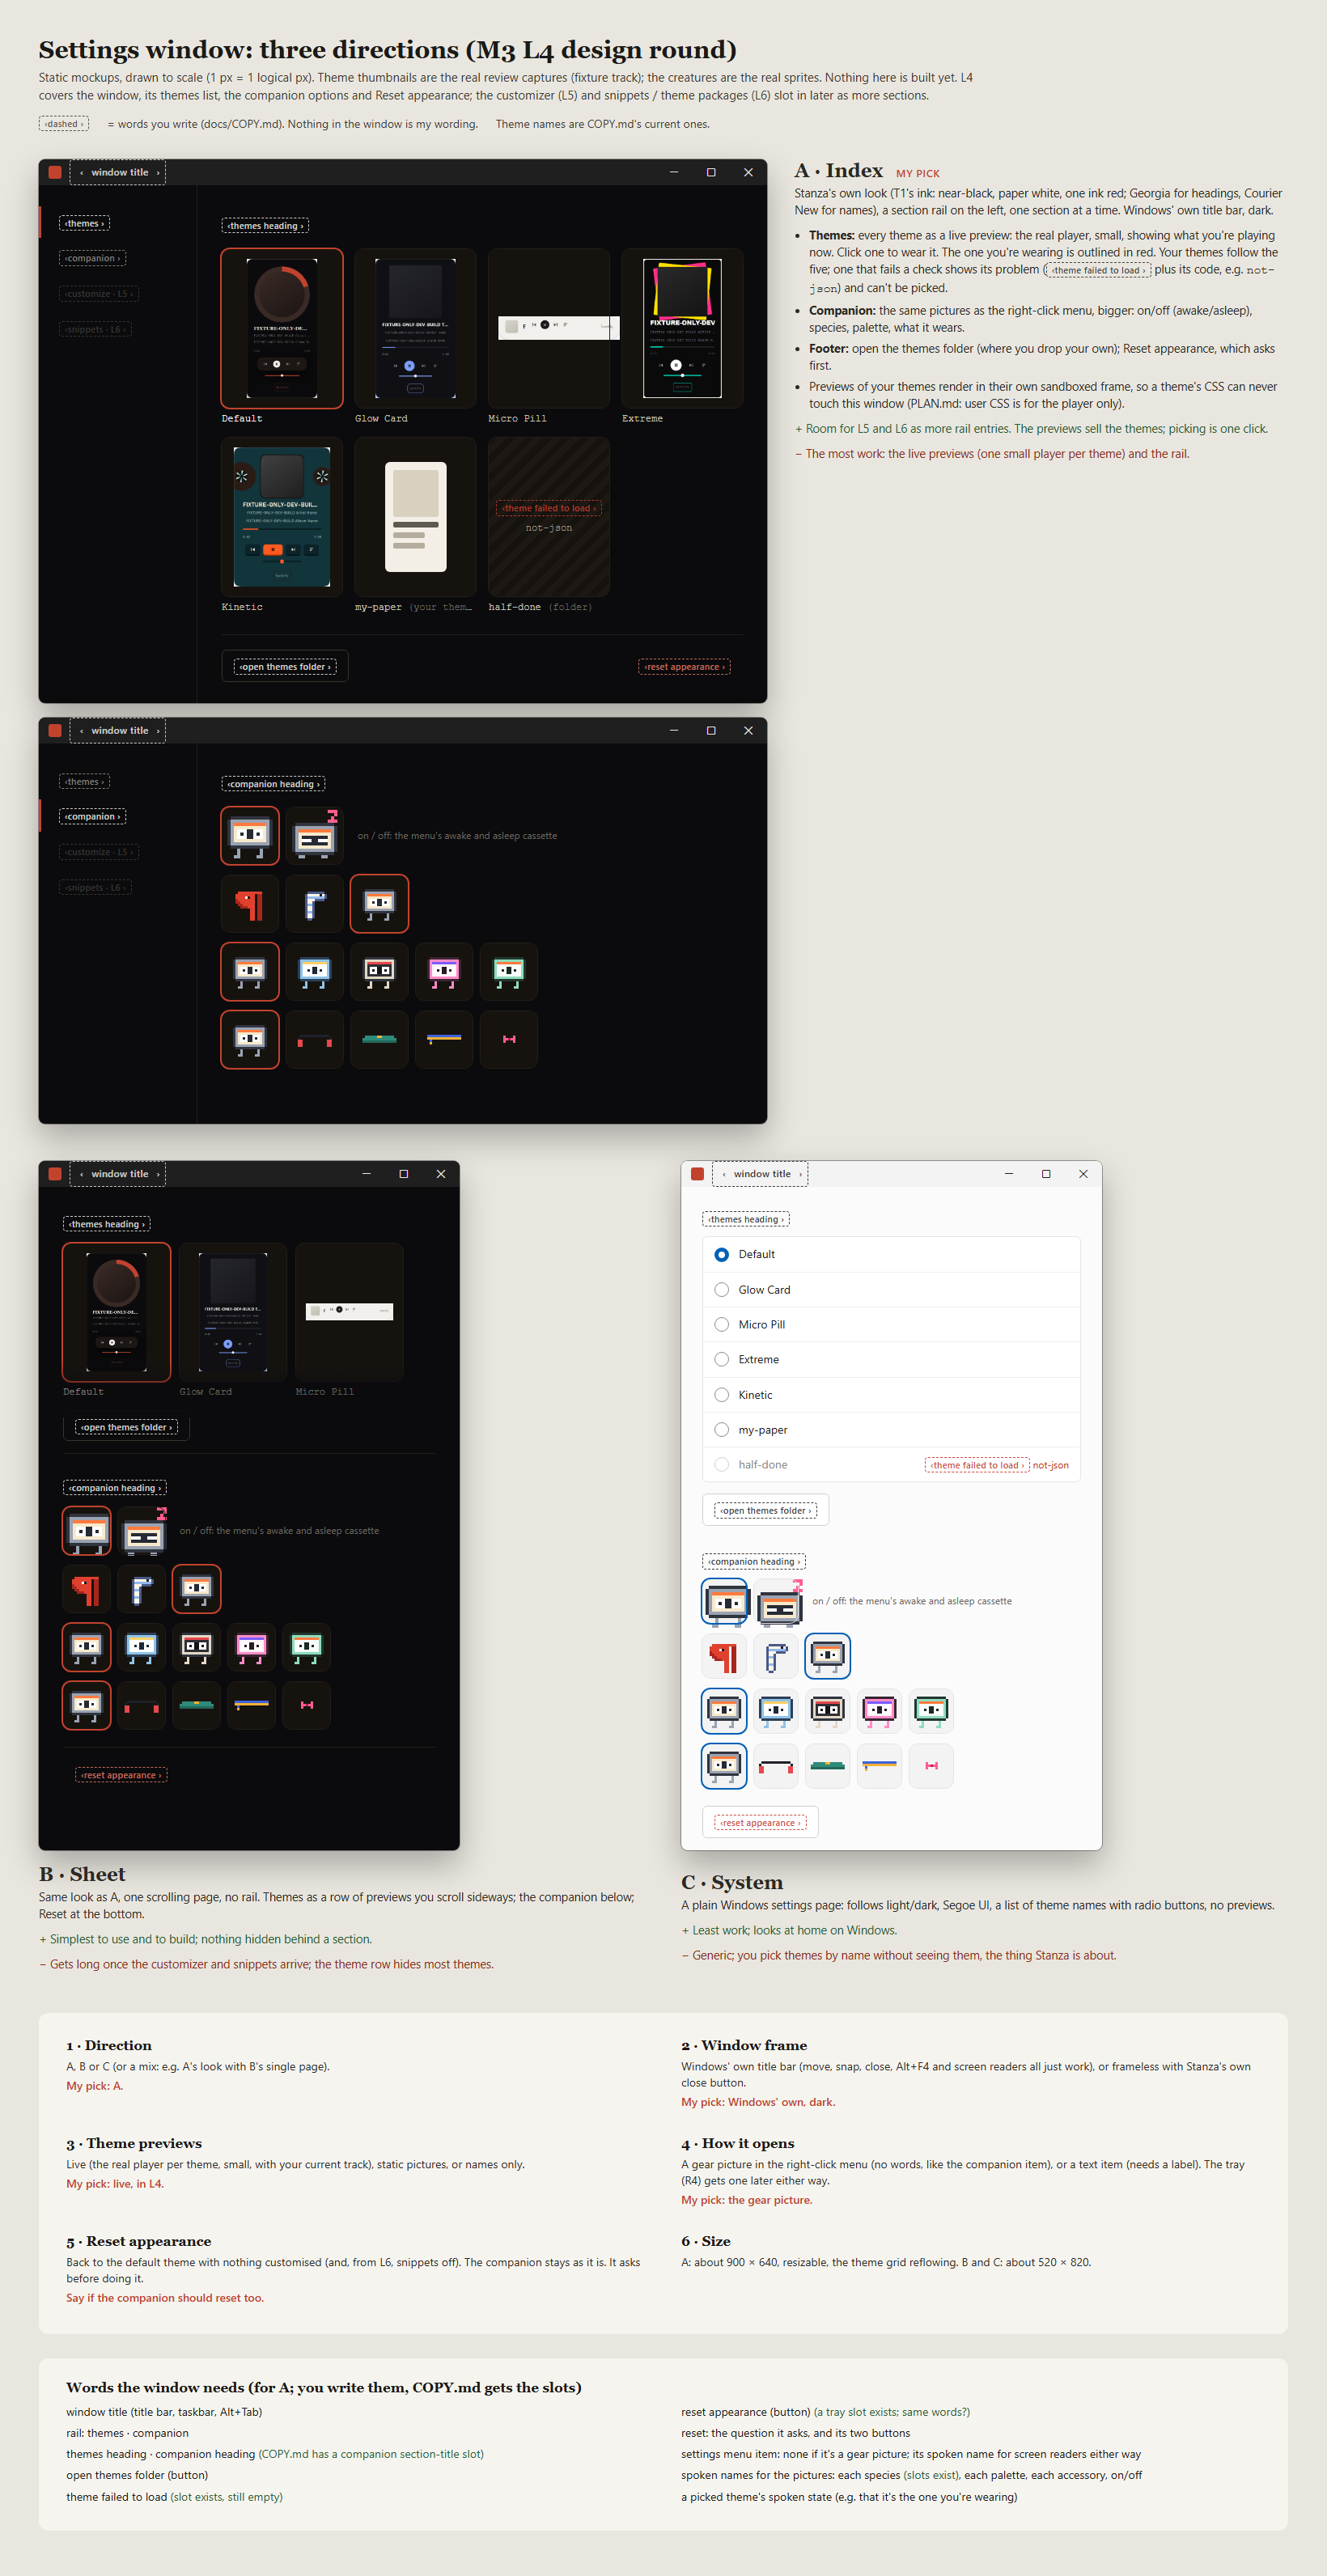 Settings window: three directions (M3 L4 design round)
Static mockups, drawn to scale (1 px = 1 logical px). Theme thumbnails are the real review captures (fixture track); the creatures are the real sprites. Nothing here is built yet. L4
covers the window, its themes list, the companion options and Reset appearance; the customizer (L5) and snippets / theme packages (L6) slot in later as more sections.
‹dashed › = words you write (docs/COPY.md). Nothing in the window is my wording. Theme names are COPY.md's current ones.
‹ window title ›
‹themes ›
‹companion ›
‹customize - L5 ›
‹snippets - L6 ›
‹themes heading ›
FIXTURE-ONLY-DE...
FIXTURE-ONLY-DEV-BUILD T...
FIXTURE-ONLY-DEV
Default
Glow Card
Micro Pill
Extreme
FIXTURE-ONLY-DEV-BUIL...
FIXTURE-ONLY-DEV-BUILD Artist Name
FIXTURE-ONLY-DEV-BUILD Album Name
‹theme failed to load ›
not-json
Kinetic
my-paper (your them…
half-done (folder)
‹open themes folder ›
‹reset appearance ›
A · Index MY PICK
Stanza's own look (T1's ink: near-black, paper white, one ink red; Georgia for headings, Courier
New for names), a section rail on the left, one section at a time. Windows' own title bar, dark.
• Themes: every theme as a live preview: the real player, small, showing what you're playing
now. Click one to wear it. The one you're wearing is outlined in red. Your themes follow the
five; one that fails a check shows its problem (‹theme failed to load › plus its code, e.g. not-
json) and can't be picked.
• Companion: the same pictures as the right-click menu, bigger: on/off (awake/asleep),
species, palette, what it wears.
• Footer: open the themes folder (where you drop your own); Reset appearance, which asks
first.
• Previews of your themes render in their own sandboxed frame, so a theme's CSS can never
touch this window (PLAN.md: user CSS is for the player only).
+ Room for L5 and L6 as more rail entries. The previews sell the themes; picking is one click.
− The most work: the live previews (one small player per theme) and the rail.
‹ window title ›
‹themes ›
‹companion ›
‹customize - L5 ›
‹snippets - L6 ›
‹companion heading ›
on / off: the menu's awake and asleep cassette
‹ window title ›
‹themes heading ›
FIXTURE-ONLY-DE...
FIXTURE-ONLY-DEV-BUILD T...
Default
Glow Card
Micro Pill
‹open themes folder ›
‹companion heading ›
on / off: the menu's awake and asleep cassette
‹reset appearance ›
B · Sheet
Same look as A, one scrolling page, no rail. Themes as a row of previews you scroll sideways; the companion below;
Reset at the bottom.
+ Simplest to use and to build; nothing hidden behind a section.
− Gets long once the customizer and snippets arrive; the theme row hides most themes.
‹ window title ›
‹themes heading ›
Default
Glow Card
Micro Pill
Extreme
Kinetic
my-paper
half-done ‹theme failed to load › not-json
‹open themes folder ›
‹companion heading ›
on / off: the menu's awake and asleep cassette
‹reset appearance ›
C · System
A plain Windows settings page: follows light/dark, Segoe UI, a list of theme names with radio buttons, no previews.
+ Least work; looks at home on Windows.
− Generic; you pick themes by name without seeing them, the thing Stanza is about.
1 · Direction
A, B or C (or a mix: e.g. A's look with B's single page).
My pick: A.
2 · Window frame
Windows' own title bar (move, snap, close, Alt+F4 and screen readers all just work), or frameless with Stanza's own
close button.
My pick: Windows' own, dark.
3 · Theme previews
Live (the real player per theme, small, with your current track), static pictures, or names only.
My pick: live, in L4.
4 · How it opens
A gear picture in the right-click menu (no words, like the companion item), or a text item (needs a label). The tray
(R4) gets one later either way.
My pick: the gear picture.
5 · Reset appearance
Back to the default theme with nothing customised (and, from L6, snippets off). The companion stays as it is. It asks
before doing it.
Say if the companion should reset too.
6 · Size
A: about 900 × 640, resizable, the theme grid reflowing. B and C: about 520 × 820.
Words the window needs (for A; you write them, COPY.md gets the slots)
window title (title bar, taskbar, Alt+Tab)
rail: themes · companion
themes heading · companion heading (COPY.md has a companion section-title slot)
open themes folder (button)
theme failed to load (slot exists, still empty)
reset appearance (button) (a tray slot exists; same words?)
reset: the question it asks, and its two buttons
settings menu item: none if it's a gear picture; its spoken name for screen readers either way
spoken names for the pictures: each species (slots exist), each palette, each accessory, on/off
a picked theme's spoken state (e.g. that it's the one you're wearing)